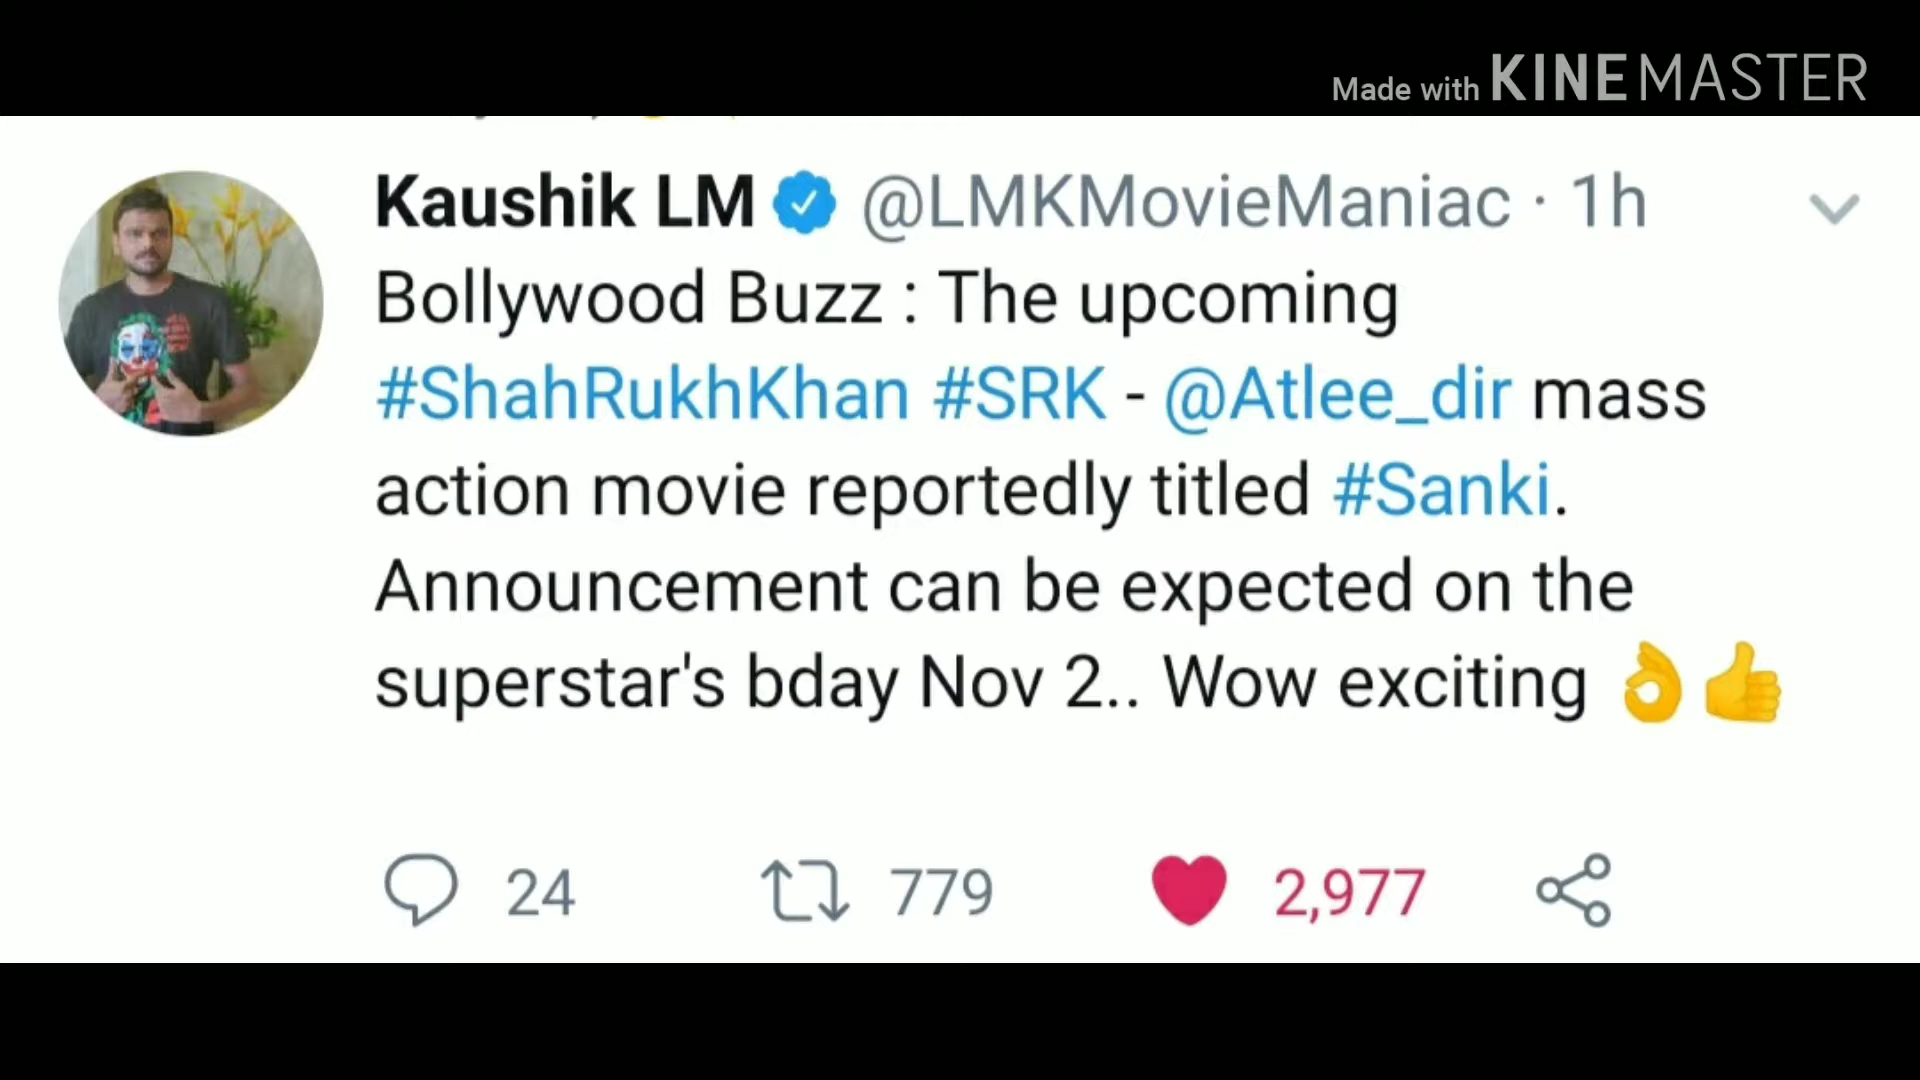 Made with KINEMASTER
Kaushik LM @LMKMovieManiac · 1h
Bollywood Buzz : The upcoming
#ShahRukhKhan #SRK - @Atlee_dir mass
action movie reportedly titled #Sanki.
Announcement can be expected on the
superstar's bday Nov 2.. Wow exciting 👌👍
24 779 2,977